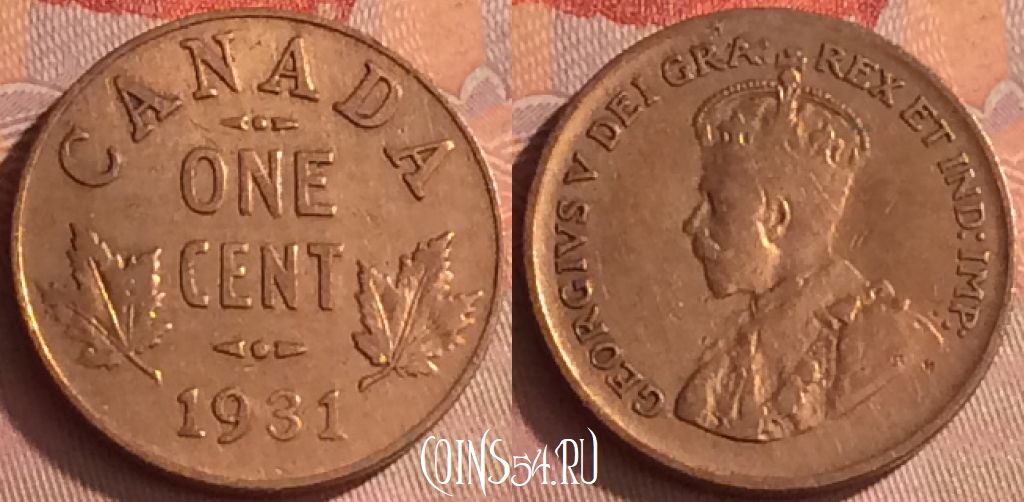 CANADA
ONE
CENT
1931
GEORGIVS V DEI GRA: REX ET IND: IMP:
COINS54.RU